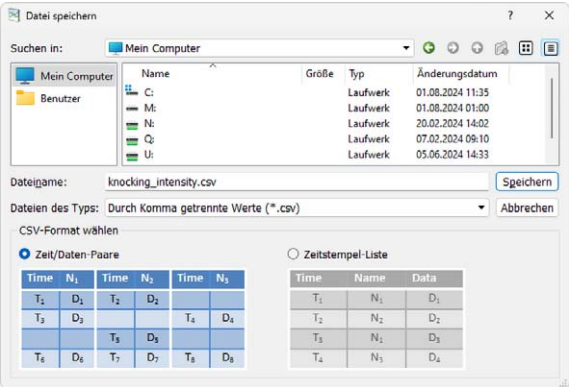 Datei speichern ? ×
Suchen in: Mein Computer
Mein Computer
Benutzer
Name Größe Typ Änderungsdatum
C: Laufwerk 01.08.2024 11:35
M: Laufwerk 01.08.2024 01:00
N: Laufwerk 20.02.2024 14:02
Q: Laufwerk 07.02.2024 09:10
U: Laufwerk 05.06.2024 14:33
Dateiname: knocking_intensity.csv Speichern
Dateien des Typs: Durch Komma getrennte Werte (*.csv) Abbrechen
CSV-Format wählen
Zeit/Daten-Paare
Time N₁ Time N₂ Time N₃
T₁ D₁ T₂ D₂
T₃ D₃ T₄ D₄
T₅ D₅
T₆ D₆ T₇ D₇ T₈ D₈
Zeitstempel-Liste
Time Name Data
T₁ N₁ D₁
T₂ N₂ D₂
T₃ N₁ D₃
T₄ N₃ D₄